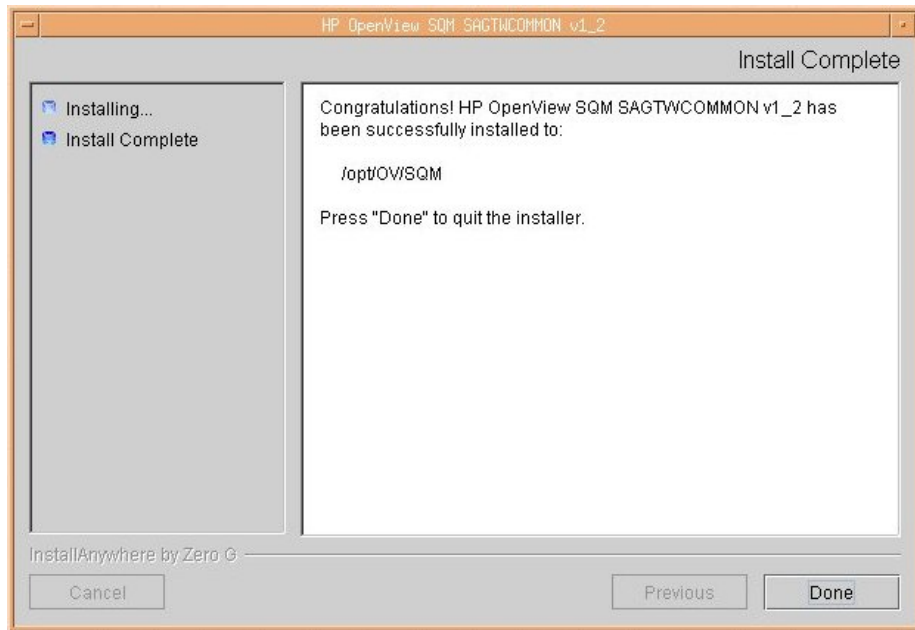 HP OpenView SQM SAGTWCOMMON v1_2
Install Complete
Installing...
Install Complete
Congratulations! HP OpenView SQM SAGTWCOMMON v1_2 has
been successfully installed to:
/opt/OV/SQM
Press "Done" to quit the installer.
InstallAnywhere by Zero G
Cancel
Previous
Done